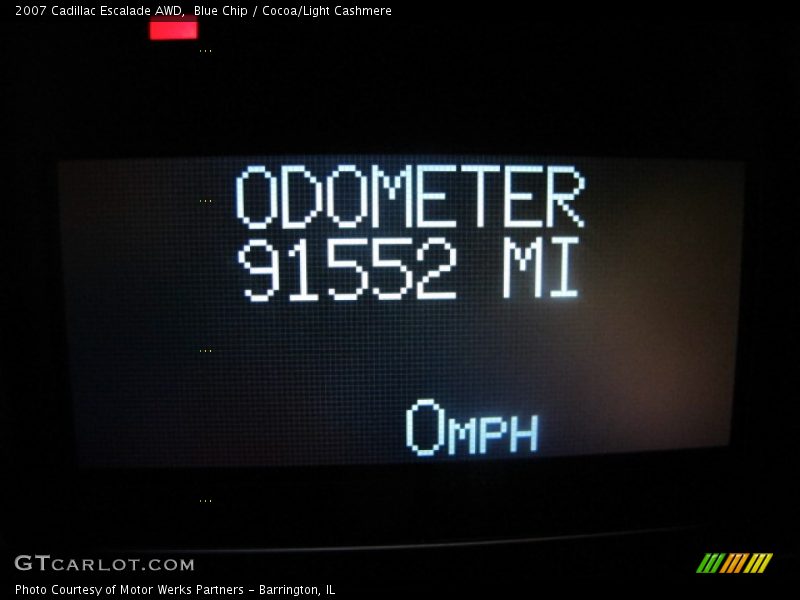 2007 Cadillac Escalade AWD,  Blue Chip / Cocoa/Light Cashmere
ODOMETER
91552 MI
0MPH
GTCARLOT.COM
Photo Courtesy of Motor Werks Partners - Barrington, IL